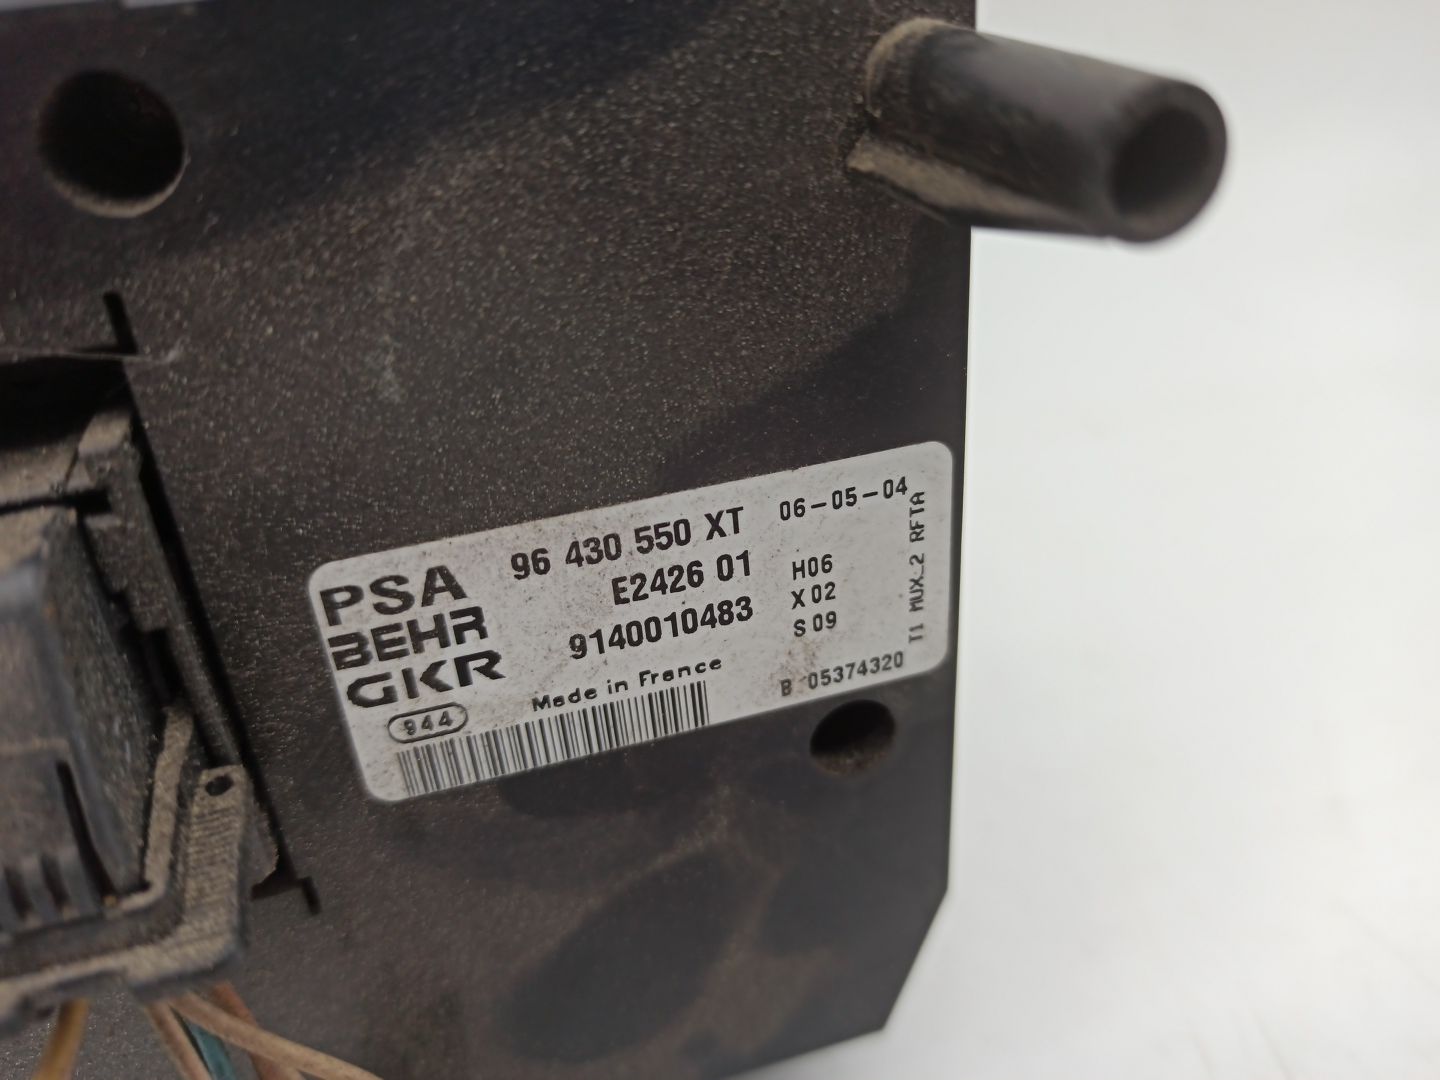 PSA
BEHR
GKR
944
96 430 550 XT
E2426 01
9140010483
Made in France
06-05-04
H06
X02
S09
B 05374320
T1 MUX_2 RFTA